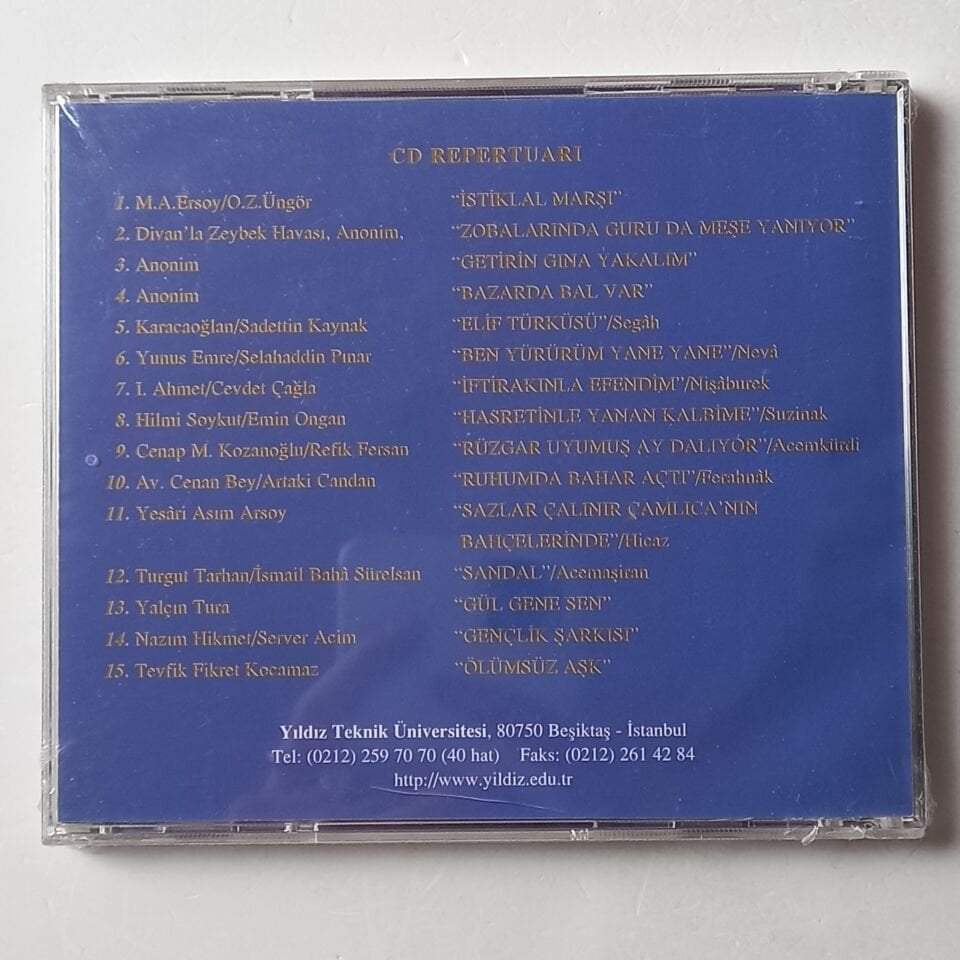 CD REPERTUARI
1. M.A.Ersoy/O.Z.Üngör "İSTİKLAL MARŞI"
2. Divan'la Zeybek Havası, Anonim, "ZOBALARINDA GURU DA MEŞE YANIYOR"
3. Anonim "GETİRİN GINA YAKALIM"
4. Anonim "BAZARDA BAL VAR"
5. Karacaoğlan/Sadettin Kaynak "ELİF TÜRKÜSÜ"/Segâh
6. Yunus Emre/Selahaddin Pınar "BEN YÜRÜRÜM YANE YANE"/Nevâ
7. I. Ahmet/Cevdet Çağla "İFTİRAKINLA EFENDİM"/Nişâburek
8. Hilmi Soykut/Emin Ongan "HASRETİNLE YANAN KALBİME"/Suzinak
9. Cenap M. Kozanoğlu/Refik Fersan "RÜZGAR UYUMUŞ AY DALIYOR"/Acemkürdi
10. Av. Cenan Bey/Artaki Candan "RUHUMDA BAHAR AÇTI"/Ferahnâk
11. Yesâri Asım Arsoy "SAZLAR ÇALINIR ÇAMLICA'NIN
BAHÇELERİNDE"/Hicaz
12. Turgut Tarhan/İsmail Bahâ Sürelsan "SANDAL"/Acemaşiran
13. Yalçın Tura "GÜL GENE SEN"
14. Nazım Hikmet/Server Acim "GENÇLİK ŞARKISI"
15. Tevfik Fikret Kocamaz "ÖLÜMSÜZ AŞK"
Yıldız Teknik Üniversitesi, 80750 Beşiktaş - İstanbul
Tel: (0212) 259 70 70 (40 hat) Faks: (0212) 261 42 84
http://www.yildiz.edu.tr